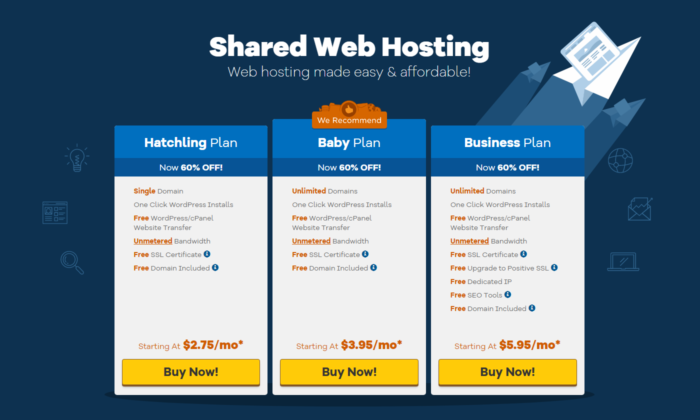 Shared Web Hosting
Web hosting made easy & affordable!
Hatchling Plan
Now 60% OFF!
Single Domain
One Click WordPress Installs
Free WordPress/cPanel
Website Transfer
Unmetered Bandwidth
Free SSL Certificate
Free Domain Included
Starting At $2.75/mo*
Buy Now!
We Recommend
Baby Plan
Now 60% OFF!
Unlimited Domains
One Click WordPress Installs
Free WordPress/cPanel
Website Transfer
Unmetered Bandwidth
Free SSL Certificate
Free Domain Included
Starting At $3.95/mo*
Buy Now!
Business Plan
Now 60% OFF!
Unlimited Domains
One Click WordPress Installs
Free WordPress/cPanel
Website Transfer
Unmetered Bandwidth
Free SSL Certificate
Free Upgrade to Positive SSL
Free Dedicated IP
Free SEO Tools
Free Domain Included
Starting At $5.95/mo*
Buy Now!